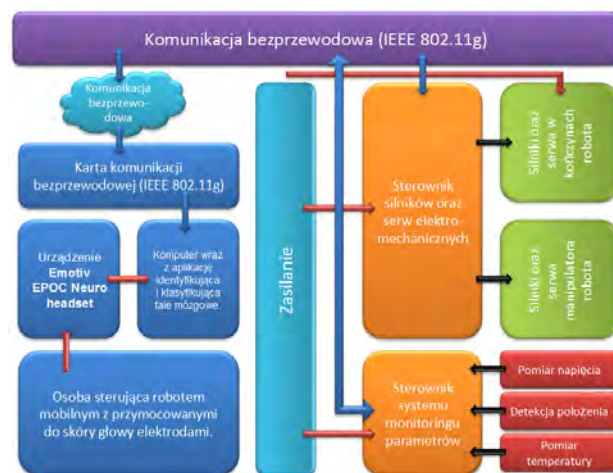 Komunikacja bezprzewodowa (IEEE 802.11g)
Komunikacja
bezprzewo-
dowa
Karta komunikacji
bezprzewodowej (IEEE 802.11g)
Urządzenie
Emotiv
EPOC Neuro
headset
Komputer wraz
z aplikację
identyfikująca
i klasyfikująca
fale mózgowe.
Osoba sterująca robotem
mobilnym z przymocowanymi
do skóry głowy elektrodami.
Zasilanie
Sterownik
silników oraz
serw elektro-
mechanicznych
Sterownik
systemu
monitoringu
parametrów
Silniki oraz
serwa w
kończynach
robota
Silniki oraz
serwa
manipulatora
robota
Pomiar napięcia
Detekcja położenia
Pomiar
temperatury